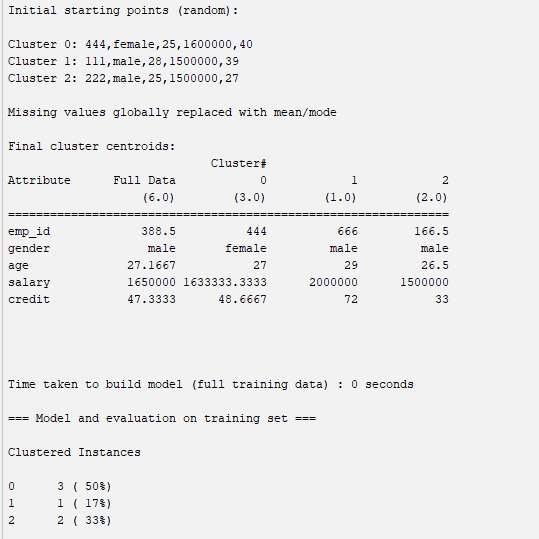 Initial starting points (random):
Cluster 0: 444,female,25,1600000,40
Cluster 1: 111,male,28,1500000,39
Cluster 2: 222,male,25,1500000,27
Missing values globally replaced with mean/mode
Final cluster centroids:
Cluster#
Attribute Full Data 0 1 2
(6.0) (3.0) (1.0) (2.0)
================================================================
emp_id 388.5 444 666 166.5
gender male female male male
age 27.1667 27 29 26.5
salary 1650000 1633333.3333 2000000 1500000
credit 47.3333 48.6667 72 33
Time taken to build model (full training data) : 0 seconds
=== Model and evaluation on training set ===
Clustered Instances
0 3 ( 50%)
1 1 ( 17%)
2 2 ( 33%)